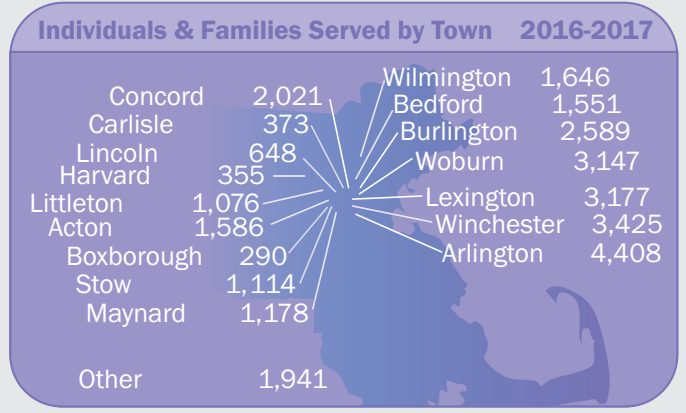 Individuals & Families Served by Town 2016-2017
Concord 2,021
Carlisle 373
Lincoln 648
Harvard 355
Littleton 1,076
Acton 1,586
Boxborough 290
Stow 1,114
Maynard 1,178
Other 1,941
Wilmington 1,646
Bedford 1,551
Burlington 2,589
Woburn 3,147
Lexington 3,177
Winchester 3,425
Arlington 4,408